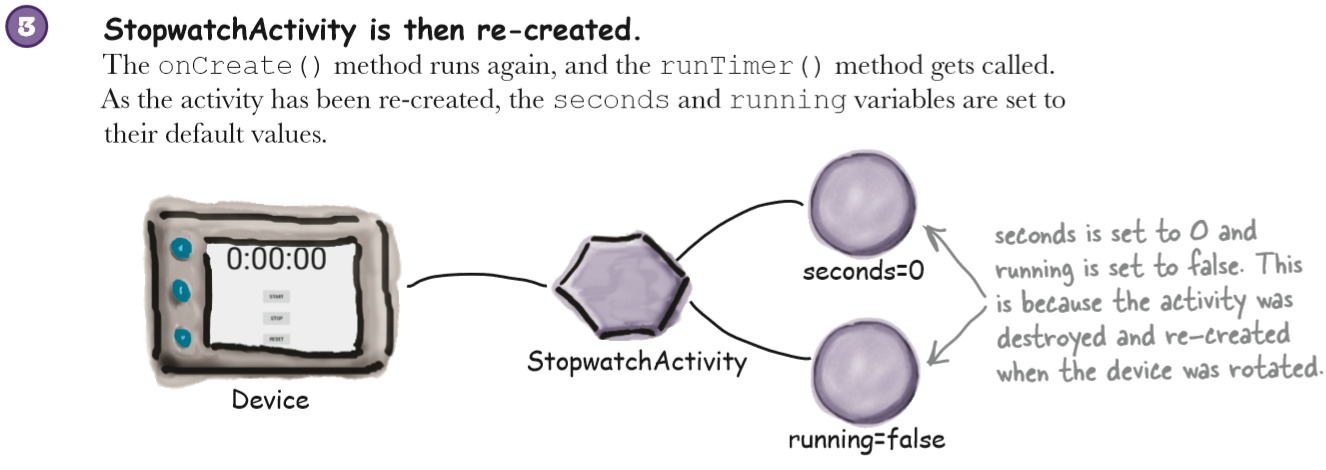 3
StopwatchActivity is then re-created.
The onCreate() method runs again, and the runTimer() method gets called.
As the activity has been re-created, the seconds and running variables are set to
their default values.
0:00:00
START
STOP
RESET
Device
StopwatchActivity
seconds=0
running=false
seconds is set to 0 and
running is set to false. This
is because the activity was
destroyed and re-created
when the device was rotated.